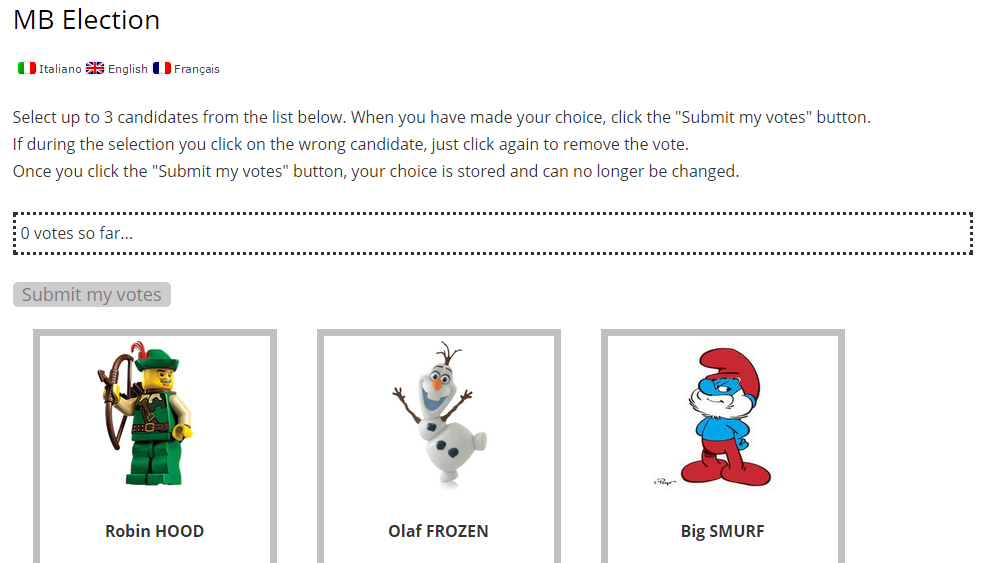 MB Election
Italiano English Français
Select up to 3 candidates from the list below. When you have made your choice, click the "Submit my votes" button.
If during the selection you click on the wrong candidate, just click again to remove the vote.
Once you click the "Submit my votes" button, your choice is stored and can no longer be changed.
0 votes so far...
Submit my votes
Robin HOOD Olaf FROZEN Big SMURF